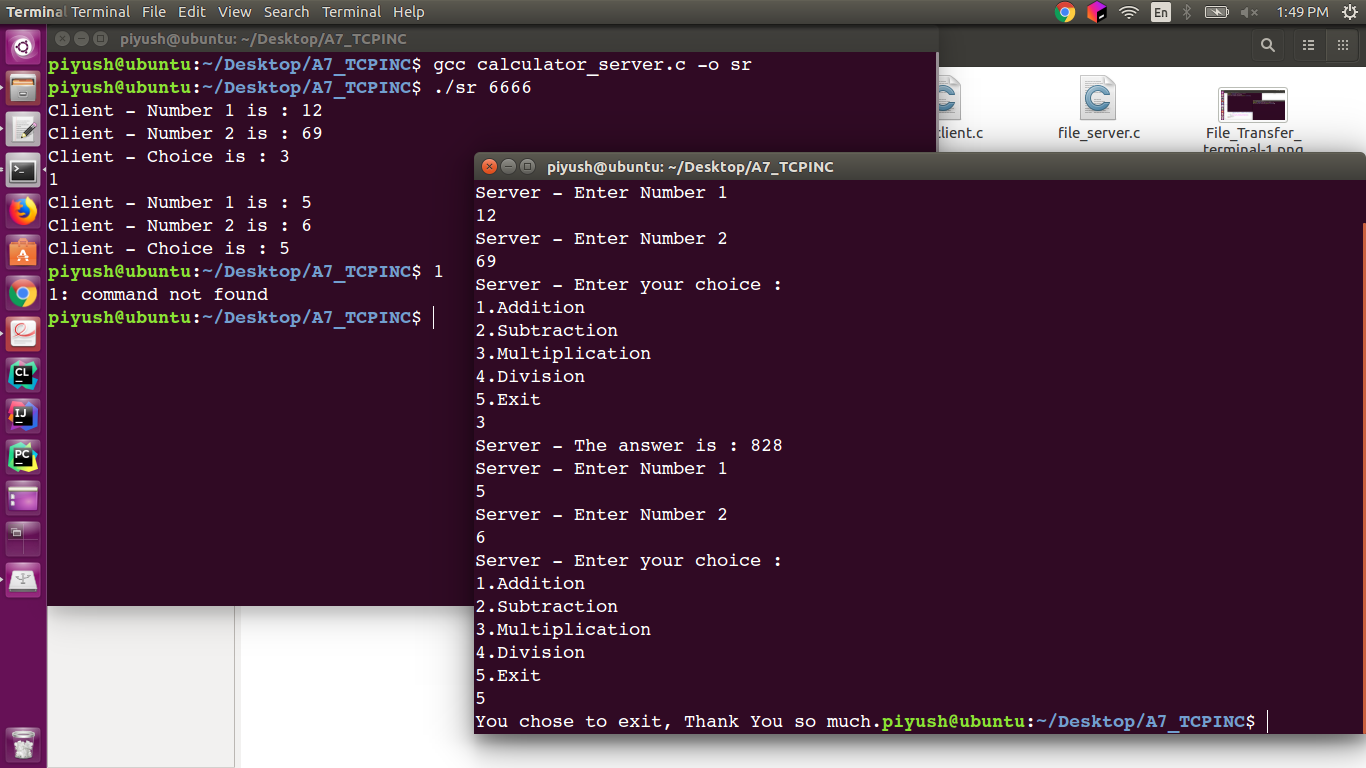 Terminal Terminal File Edit View Search Terminal Help
En
1:49 PM
piyush@ubuntu: ~/Desktop/A7_TCPINC
piyush@ubuntu:~/Desktop/A7_TCPINC$ gcc calculator_server.c -o sr
piyush@ubuntu:~/Desktop/A7_TCPINC$ ./sr 6666
Client - Number 1 is : 12
Client - Number 2 is : 69
Client - Choice is : 3
1
Client - Number 1 is : 5
Client - Number 2 is : 6
Client - Choice is : 5
piyush@ubuntu:~/Desktop/A7_TCPINC$ 1
1: command not found
piyush@ubuntu:~/Desktop/A7_TCPINC$
lient.c
file_server.c
File_Transfer_
terminal-1.png
piyush@ubuntu: ~/Desktop/A7_TCPINC
Server - Enter Number 1
12
Server - Enter Number 2
69
Server - Enter your choice :
1.Addition
2.Subtraction
3.Multiplication
4.Division
5.Exit
3
Server - The answer is : 828
Server - Enter Number 1
5
Server - Enter Number 2
6
Server - Enter your choice :
1.Addition
2.Subtraction
3.Multiplication
4.Division
5.Exit
5
You chose to exit, Thank You so much.piyush@ubuntu:~/Desktop/A7_TCPINC$
CL
IJ
PC